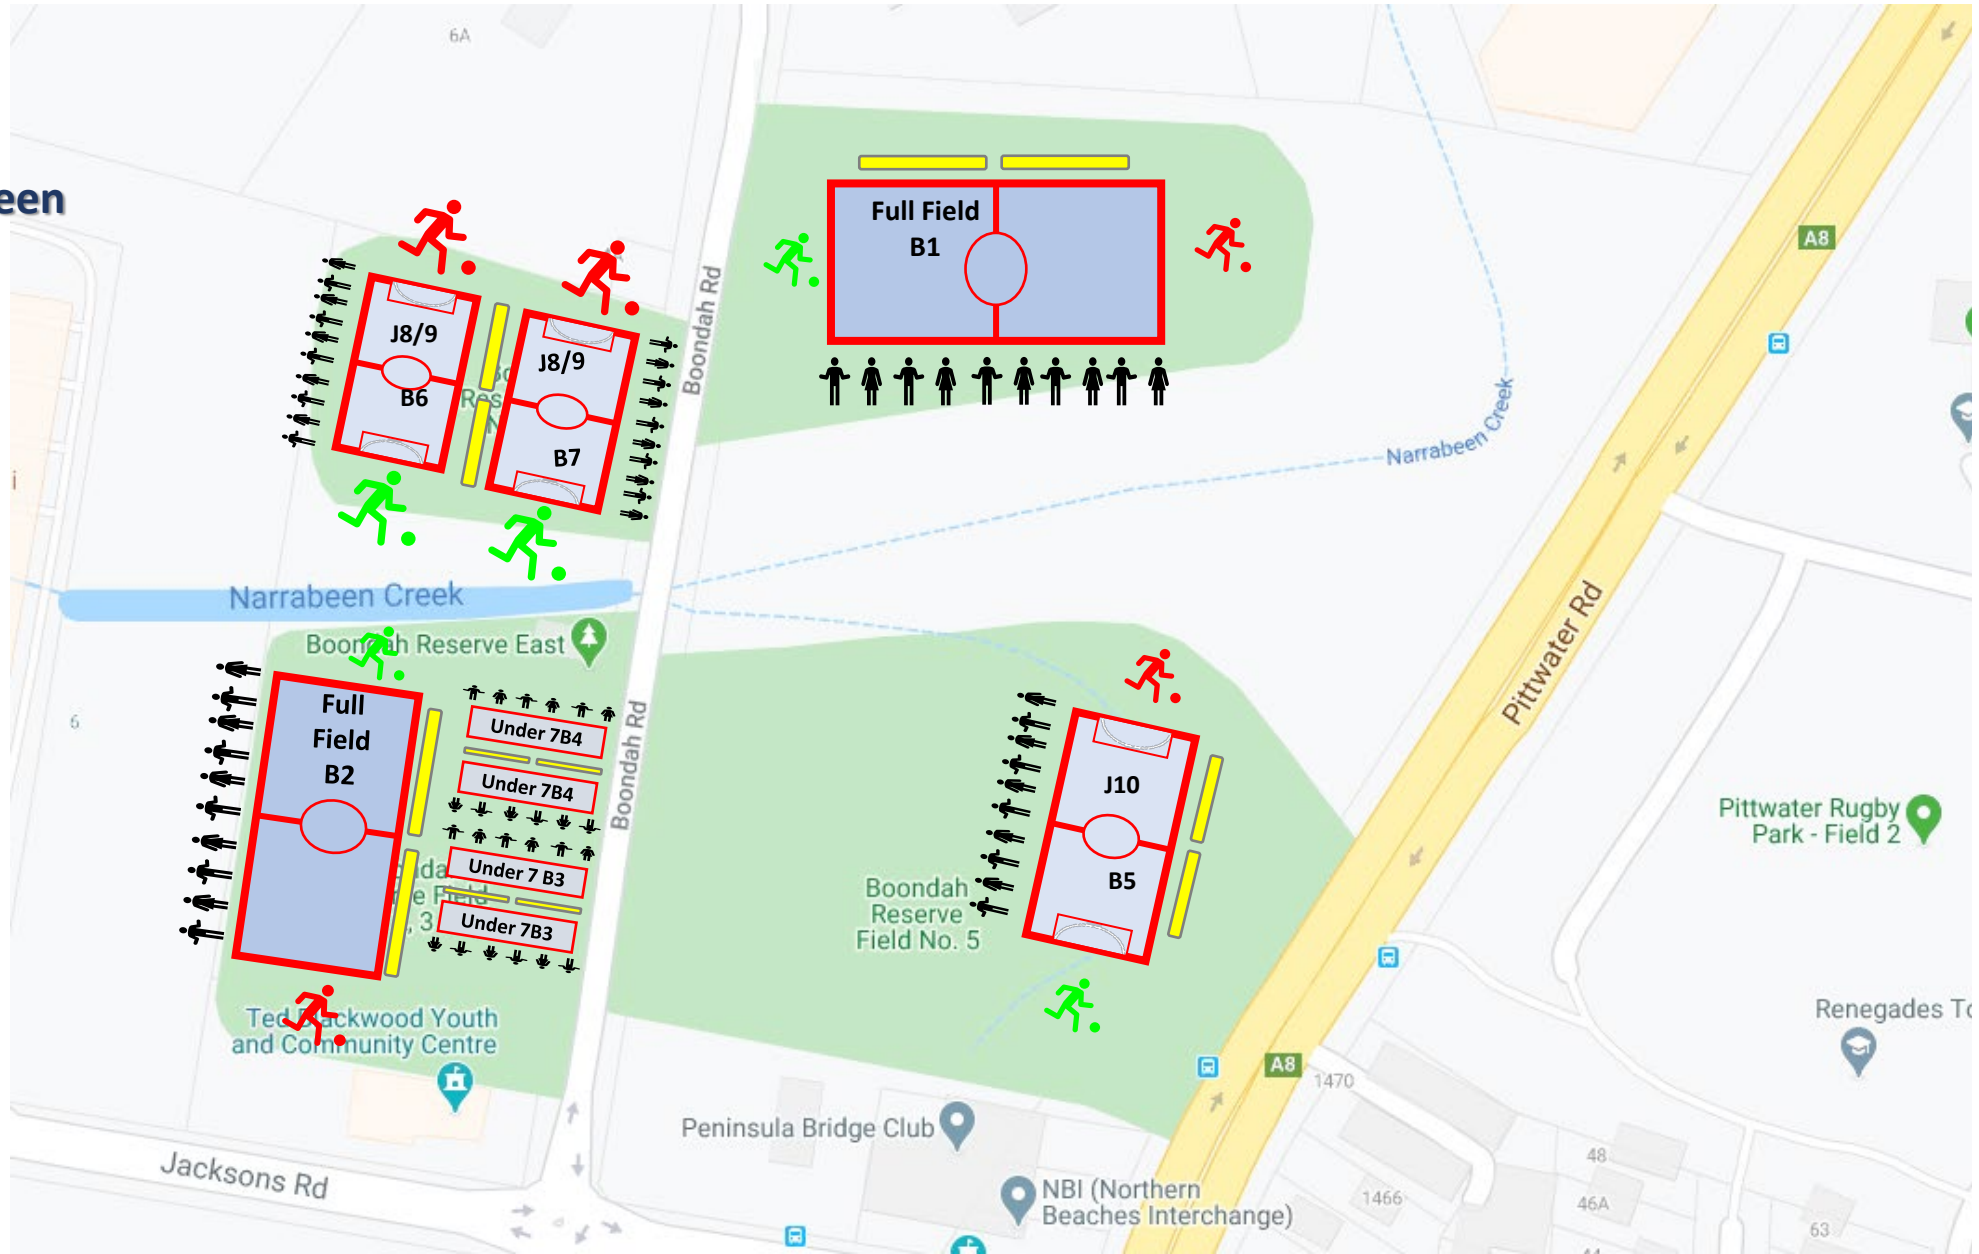 6A
een
Full Field
B1
A8
Boondah Rd
J8/9
B6
J8/9
B7
Narrabeen Creek
Narrabeen Creek
Boondah Reserve East
Full
Field
B2
Under 7B4
Under 7B4
Under 7 B3
Under 7B3
6
Boondah Rd
J10
B5
Boondah
Reserve
Field No. 5
Pittwater Rd
Pittwater Rugby
Park - Field 2
Ted Blackwood Youth
and Community Centre
Renegades To
A8
1470
Peninsula Bridge Club
Jacksons Rd
NBI (Northern
Beaches Interchange)
1466
48
46A
63